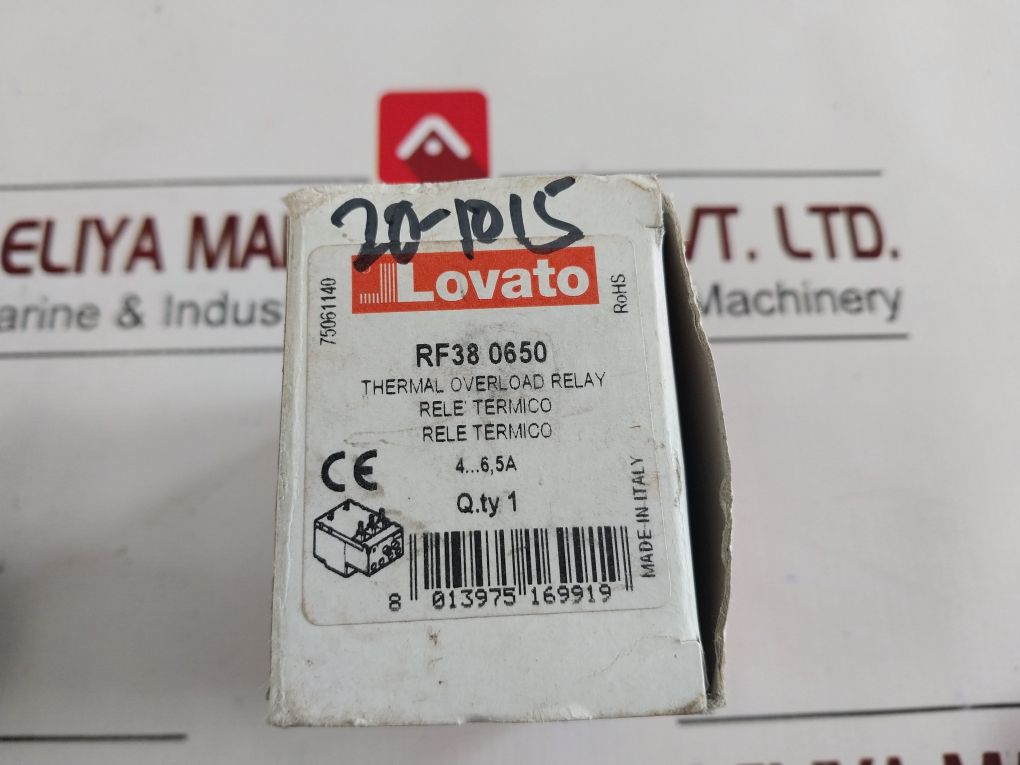 ELIYA MA VT. LTD.
arine & Indus Machinery
20-1015
Lovato
75061140
RoHS
RF38 0650
THERMAL OVERLOAD RELAY
RELE' TERMICO
RELE TERMICO
4...6,5A
CE
Q.ty 1
MADE IN ITALY
8 013975 169919